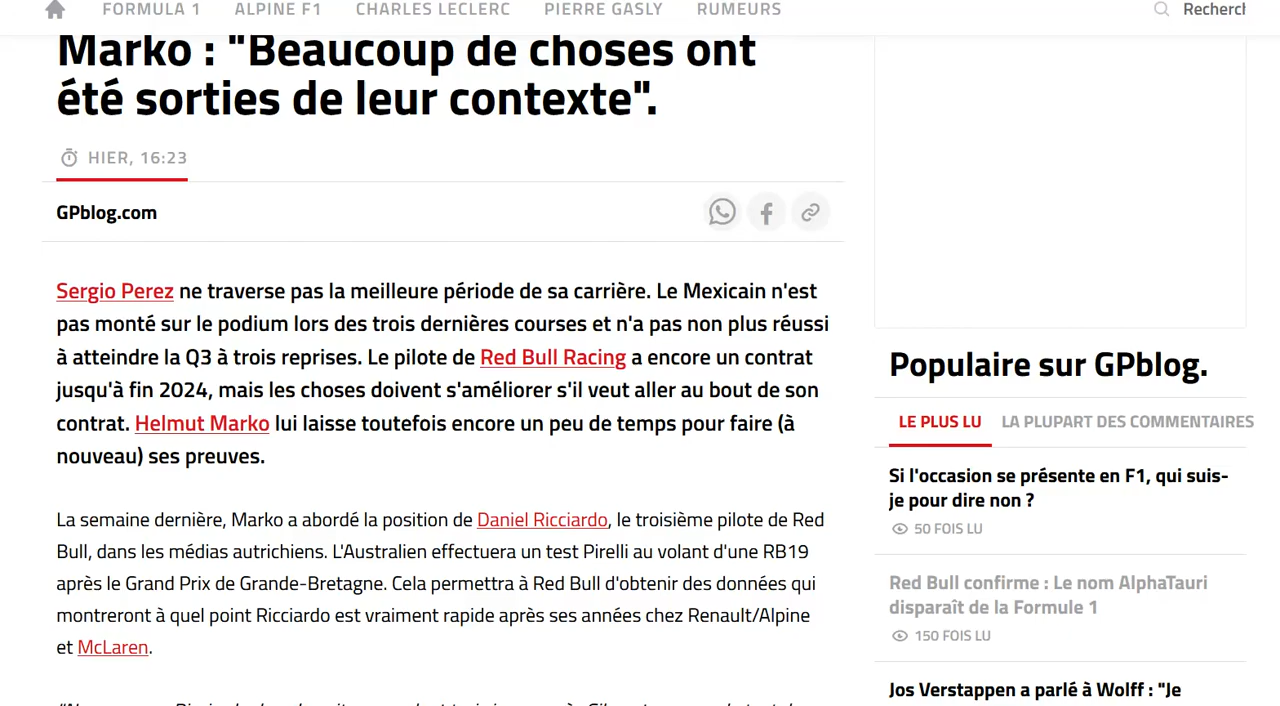 FORMULA 1 ALPINE F1 CHARLES LECLERC PIERRE GASLY RUMEURS
Marko : "Beaucoup de choses ont
été sorties de leur contexte".
HIER, 16:23
GPblog.com
Sergio Perez ne traverse pas la meilleure période de sa carrière. Le Mexicain n'est
pas monté sur le podium lors des trois dernières courses et n'a pas non plus réussi
à atteindre la Q3 à trois reprises. Le pilote de Red Bull Racing a encore un contrat
jusqu'à fin 2024, mais les choses doivent s'améliorer s'il veut aller au bout de son
contrat. Helmut Marko lui laisse toutefois encore un peu de temps pour faire (à
nouveau) ses preuves.
La semaine dernière, Marko a abordé la position de Daniel Ricciardo, le troisième pilote de Red
Bull, dans les médias autrichiens. L'Australien effectuera un test Pirelli au volant d'une RB19
après le Grand Prix de Grande-Bretagne. Cela permettra à Red Bull d'obtenir des données qui
montreront à quel point Ricciardo est vraiment rapide après ses années chez Renault/Alpine
et McLaren.
Populaire sur GPblog.
LE PLUS LU LA PLUPART DES COMMENTAIRES
Si l'occasion se présente en F1, qui suis-
je pour dire non ?
50 FOIS LU
Red Bull confirme : Le nom AlphaTauri
disparaît de la Formule 1
150 FOIS LU
Jos Verstappen a parlé à Wolff : "Je